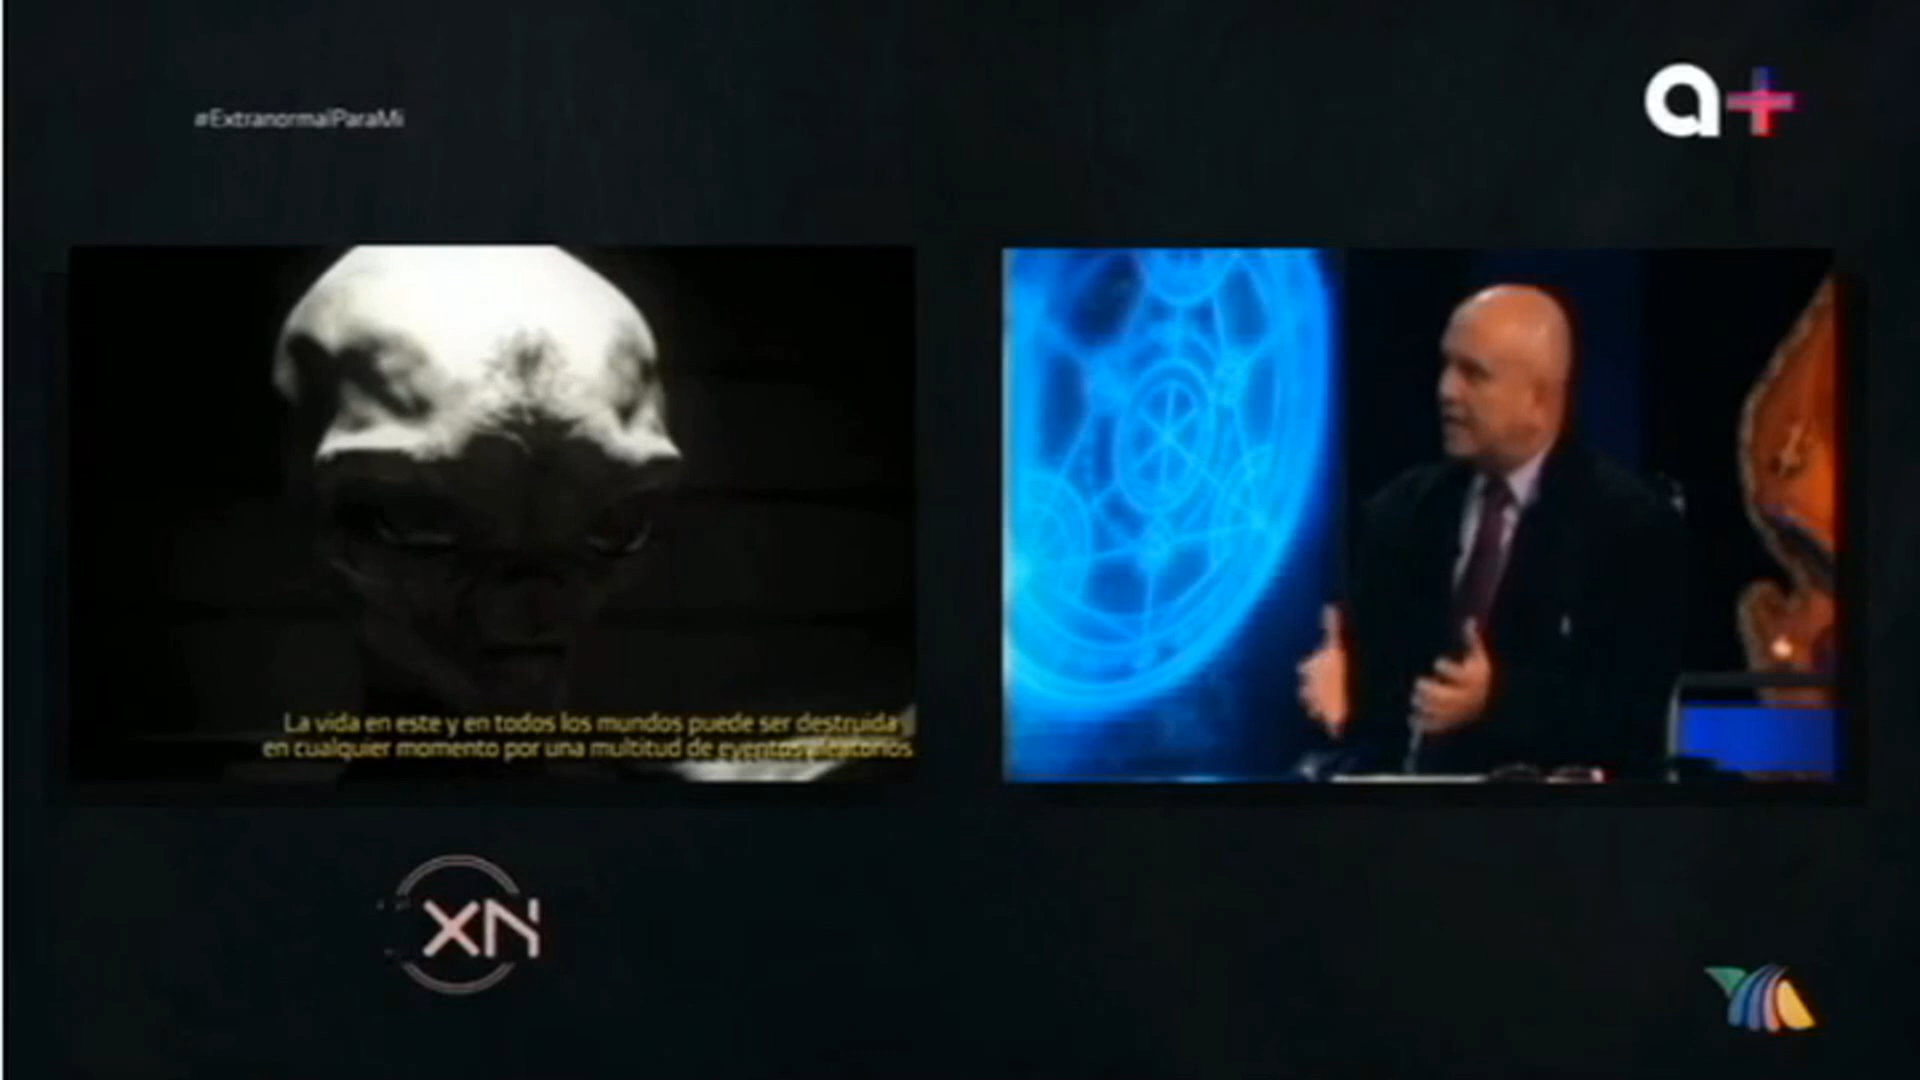 #ExtranormalParaMi
a+
La vida en este y en todos los mundos puede ser destruida
en cualquier momento por una multitud de eventos aleatorios
XN